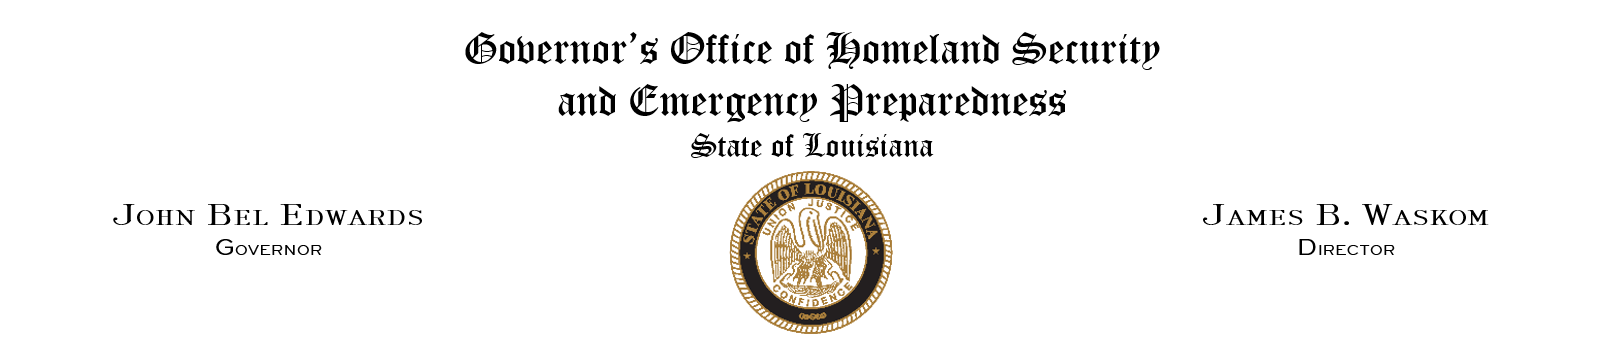 Governor's Office of Homeland Security
and Emergency Preparedness
State of Louisiana
John Bel Edwards
Governor
STATE OF LOUISIANA
UNION JUSTICE
CONFIDENCE
James B. Waskom
Director